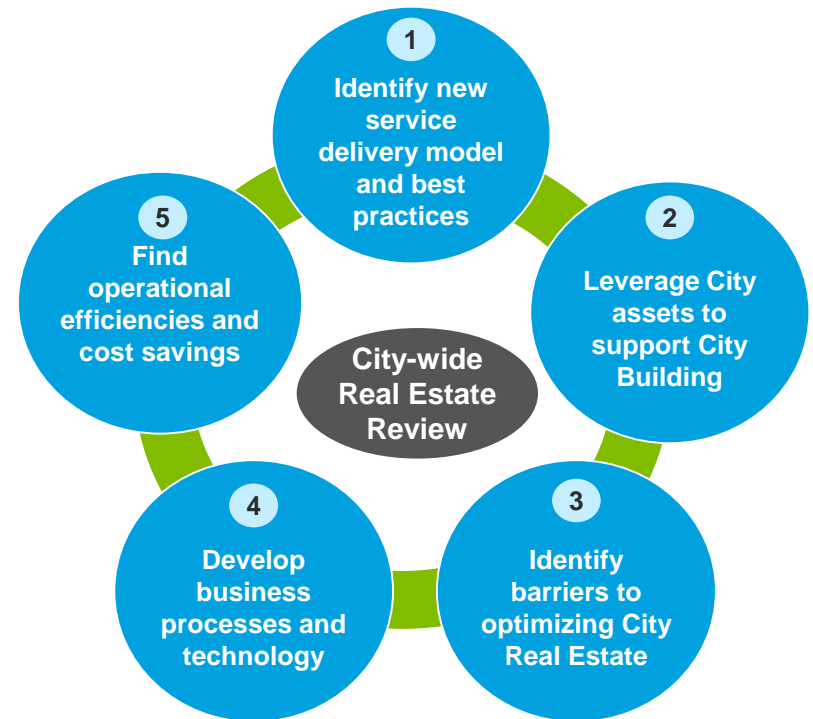 1
Identify new
service
delivery model
and best
practices
2
Leverage City
assets to
support City
Building
3
Identify
barriers to
optimizing City
Real Estate
4
Develop
business
processes and
technology
5
Find
operational
efficiencies and
cost savings
City-wide
Real Estate
Review